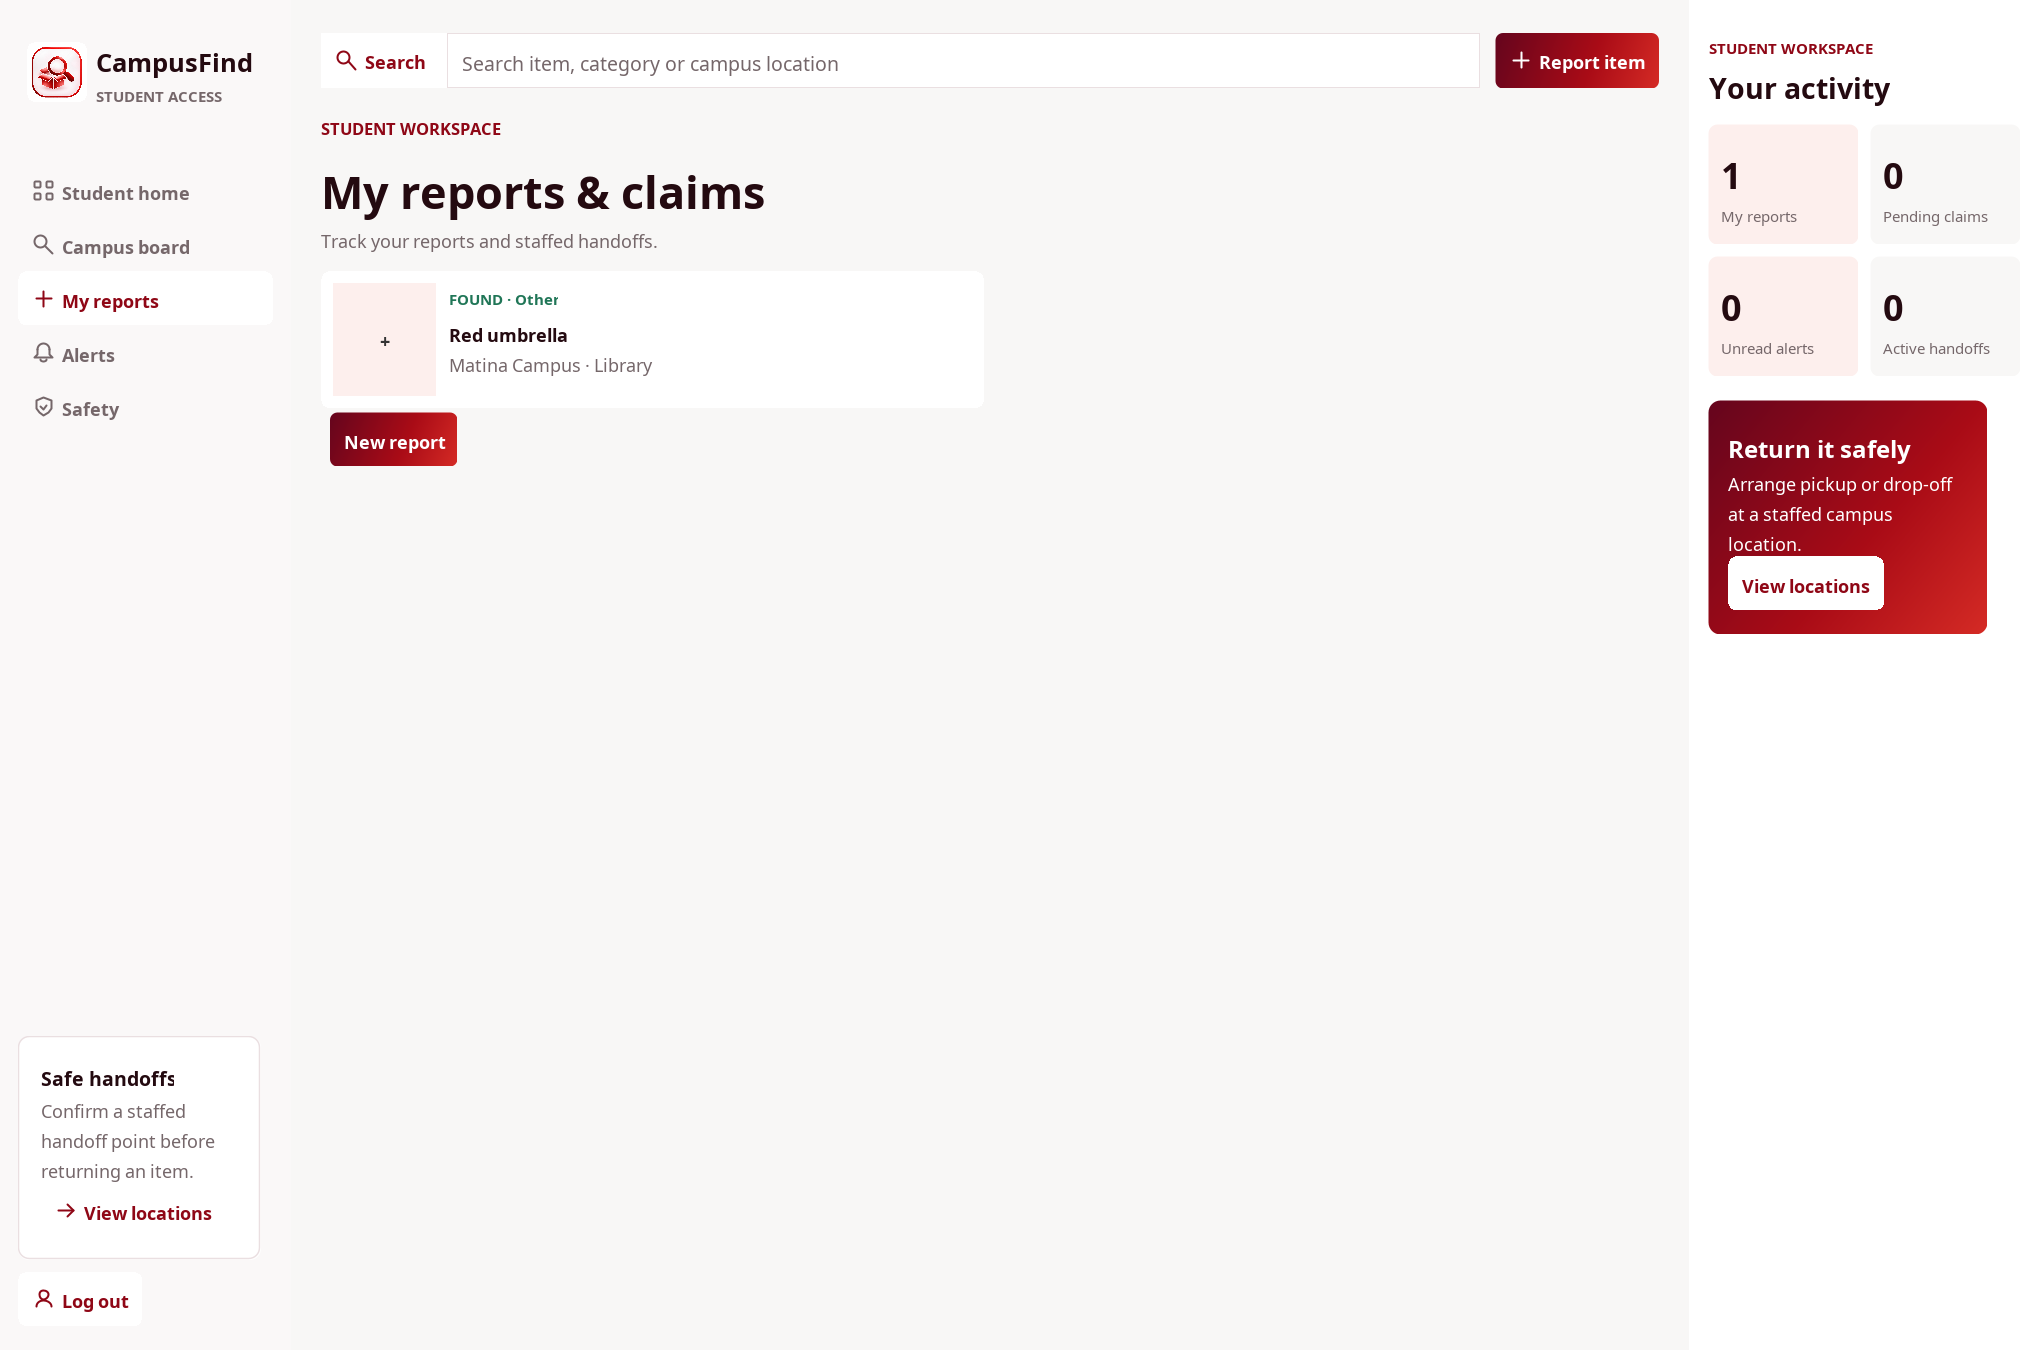 CampusFind
STUDENT ACCESS
Student home
Campus board
My reports
Alerts
Safety
Safe handoffs
Confirm a staffed
handoff point before
returning an item.
View locations
Log out
Search
Search item, category or campus location
Report item
STUDENT WORKSPACE
My reports & claims
Track your reports and staffed handoffs.
+
FOUND · Other
Red umbrella
Matina Campus · Library
New report
STUDENT WORKSPACE
Your activity
1
My reports
0
Pending claims
0
Unread alerts
0
Active handoffs
Return it safely
Arrange pickup or drop-off
at a staffed campus
location.
View locations